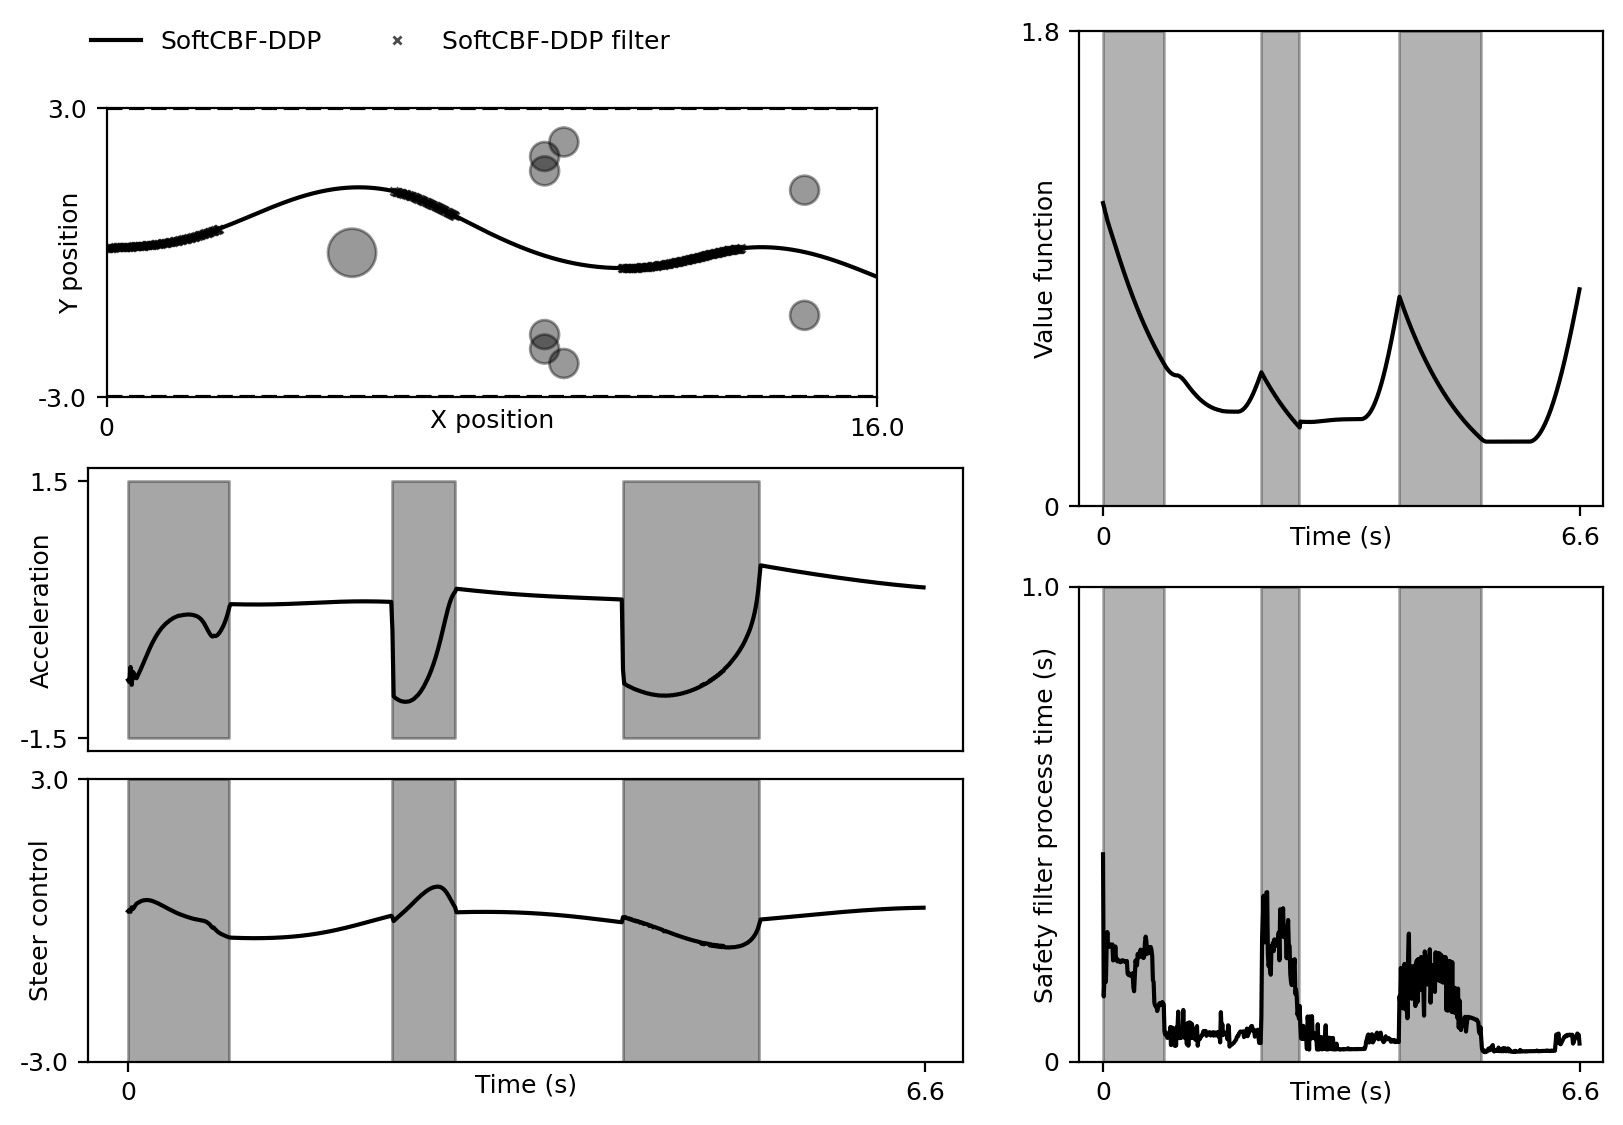 SoftCBF-DDP
SoftCBF-DDP filter
3.0
Y position
-3.0
0
X position
16.0
1.5
Acceleration
-1.5
3.0
Steer control
-3.0
0
Time (s)
6.6
1.8
Value function
0
0
Time (s)
6.6
1.0
Safety filter process time (s)
0
0
Time (s)
6.6